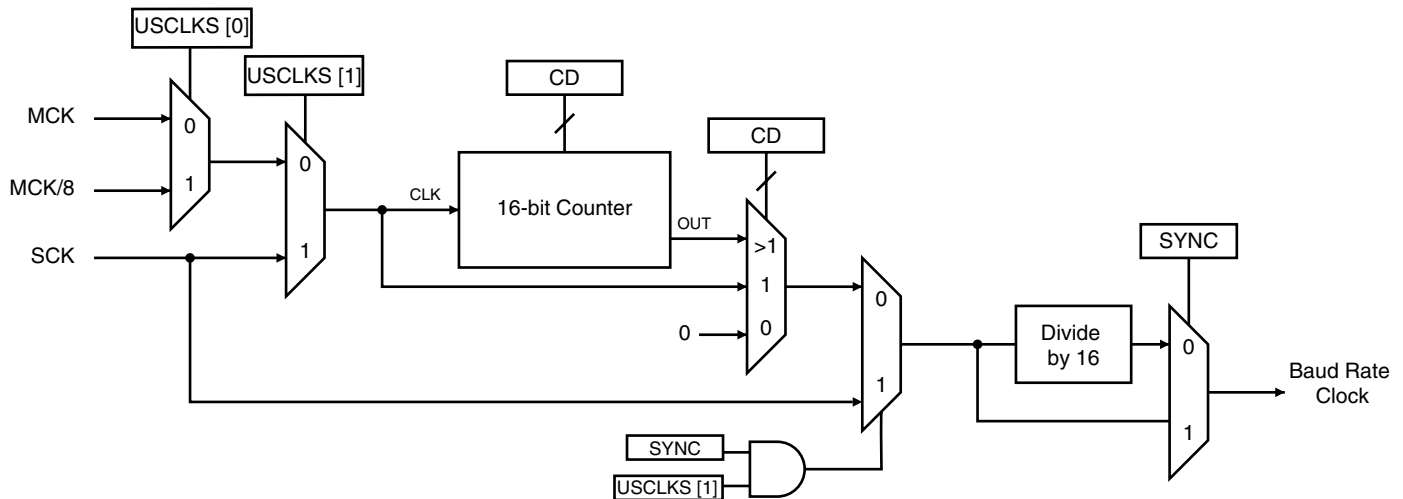 USCLKS [0]
USCLKS [1]
CD
MCK
0
CD
0
MCK/8
1
CLK
16-bit Counter
OUT
SYNC
SCK
1
>1
1
0
0
0
Divide
by 16
0
1
Baud Rate
Clock
1
SYNC
USCLKS [1]